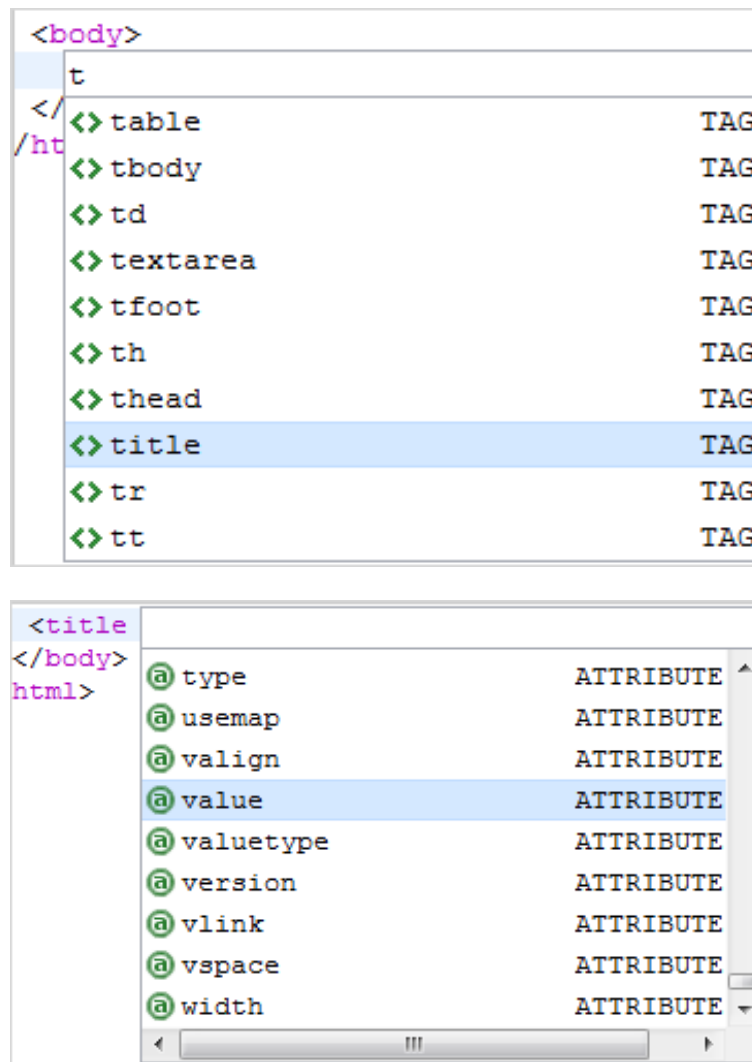 <body>
t
</
/ht
<> table TAG
<> tbody TAG
<> td TAG
<> textarea TAG
<> tfoot TAG
<> th TAG
<> thead TAG
<> title TAG
<> tr TAG
<> tt TAG
<title
</body>
html>
@ type ATTRIBUTE
@ usemap ATTRIBUTE
@ valign ATTRIBUTE
@ value ATTRIBUTE
@ valuetype ATTRIBUTE
@ version ATTRIBUTE
@ vlink ATTRIBUTE
@ vspace ATTRIBUTE
@ width ATTRIBUTE